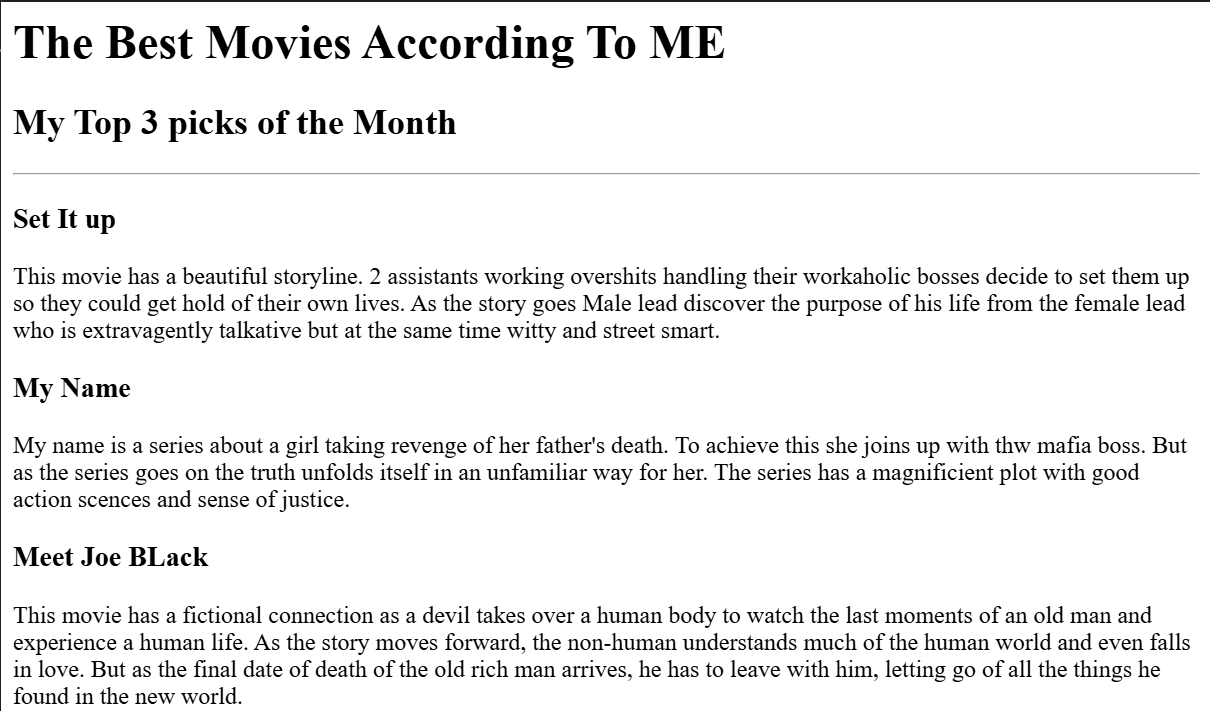 The Best Movies According To ME
My Top 3 picks of the Month
Set It up
This movie has a beautiful storyline. 2 assistants working overshits handling their workaholic bosses decide to set them up
so they could get hold of their own lives. As the story goes Male lead discover the purpose of his life from the female lead
who is extravagently talkative but at the same time witty and street smart.
My Name
My name is a series about a girl taking revenge of her father's death. To achieve this she joins up with thw mafia boss. But
as the series goes on the truth unfolds itself in an unfamiliar way for her. The series has a magnificient plot with good
action scences and sense of justice.
Meet Joe BLack
This movie has a fictional connection as a devil takes over a human body to watch the last moments of an old man and
experience a human life. As the story moves forward, the non-human understands much of the human world and even falls
in love. But as the final date of death of the old rich man arrives, he has to leave with him, letting go of all the things he
found in the new world.